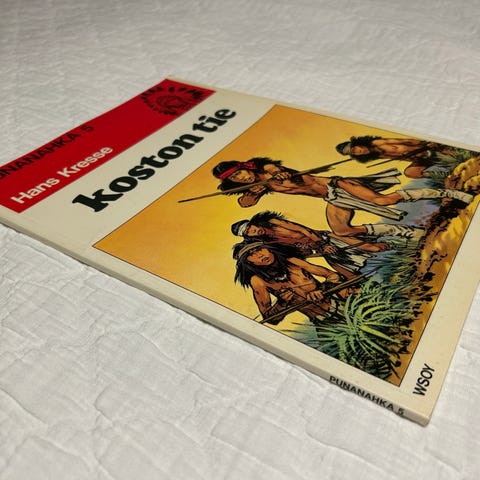 PUNANAHKA 5
Hans Kresse
koston tie
WSOY
PUNANAHKA 5